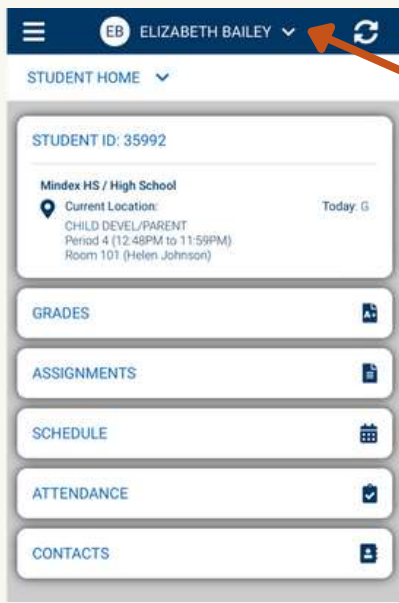 EB ELIZABETH BAILEY
STUDENT HOME
STUDENT ID: 35992
Mindex HS / High School
Current Location: Today: G
CHILD DEVEL/PARENT
Period 4 (12:48PM to 11:59PM)
Room 101 (Helen Johnson)
GRADES A+
ASSIGNMENTS
SCHEDULE
ATTENDANCE
CONTACTS